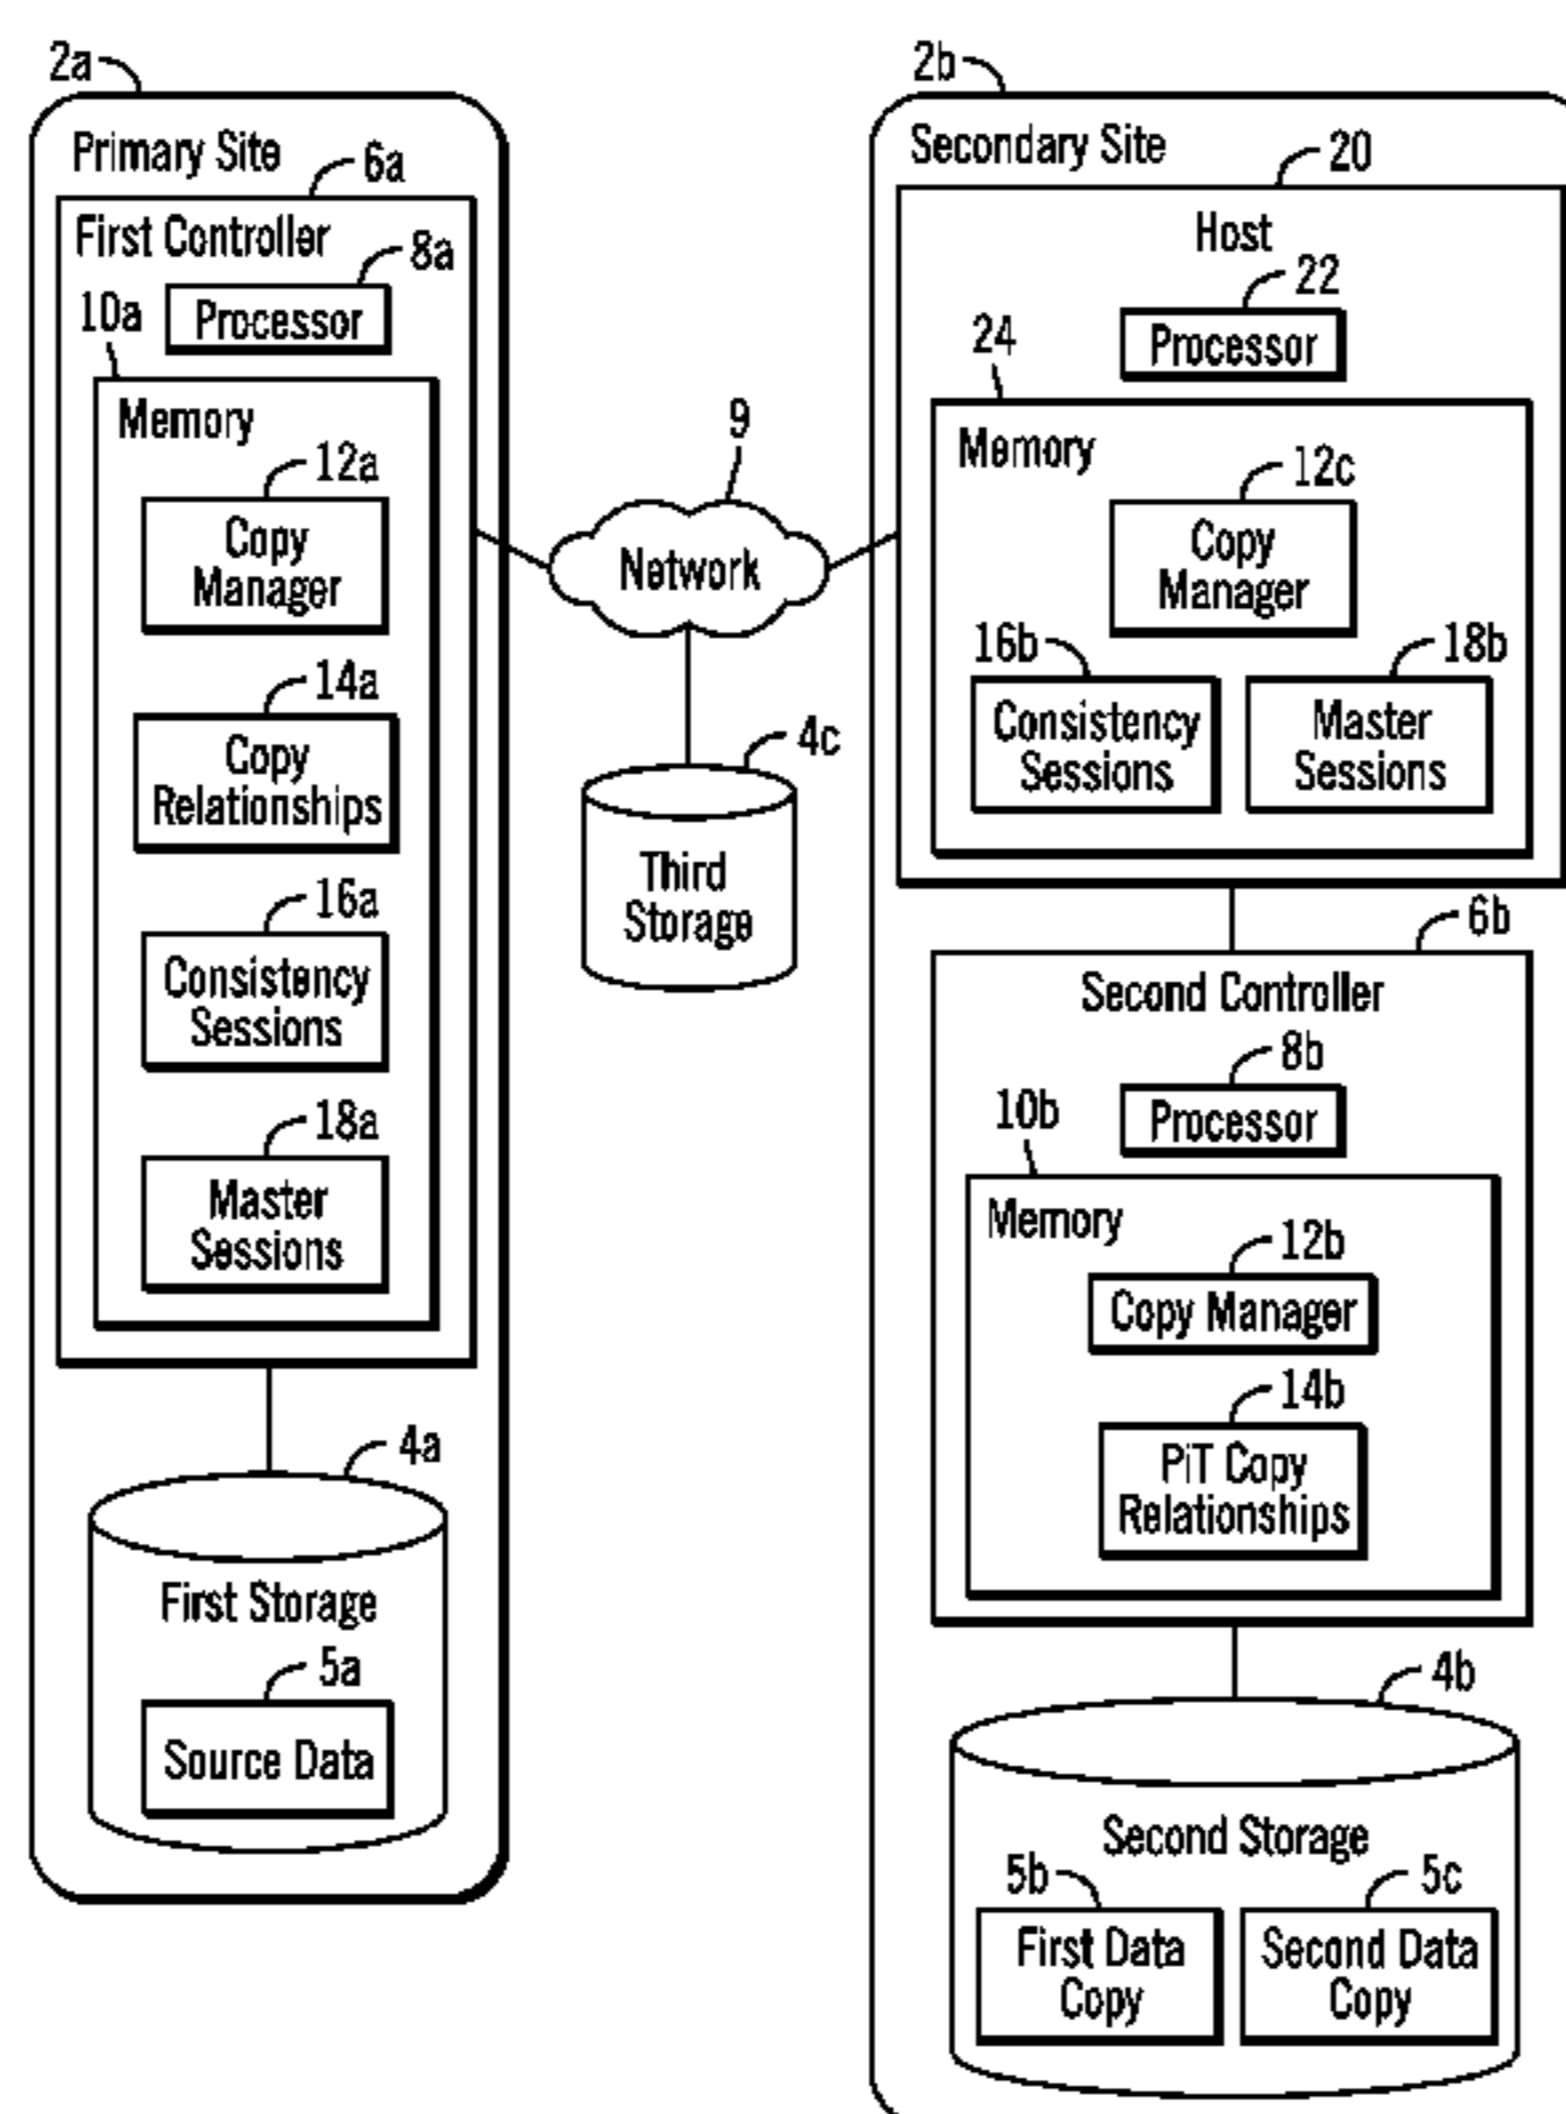 2a
Primary Site
6a
First Controller
8a
10a
Processor
Memory
12a
Copy
Manager
14a
Copy
Relationships
16a
Consistency
Sessions
18a
Master
Sessions
4a
First Storage
5a
Source Data
9
Network
4c
Third
Storage
2b
Secondary Site
20
Host
22
Processor
24
Memory
12c
Copy
Manager
16b
Consistency
Sessions
18b
Master
Sessions
6b
Second Controller
8b
Processor
10b
Memory
12b
Copy Manager
14b
PiT Copy
Relationships
4b
Second Storage
5b
First Data
Copy
5c
Second Data
Copy